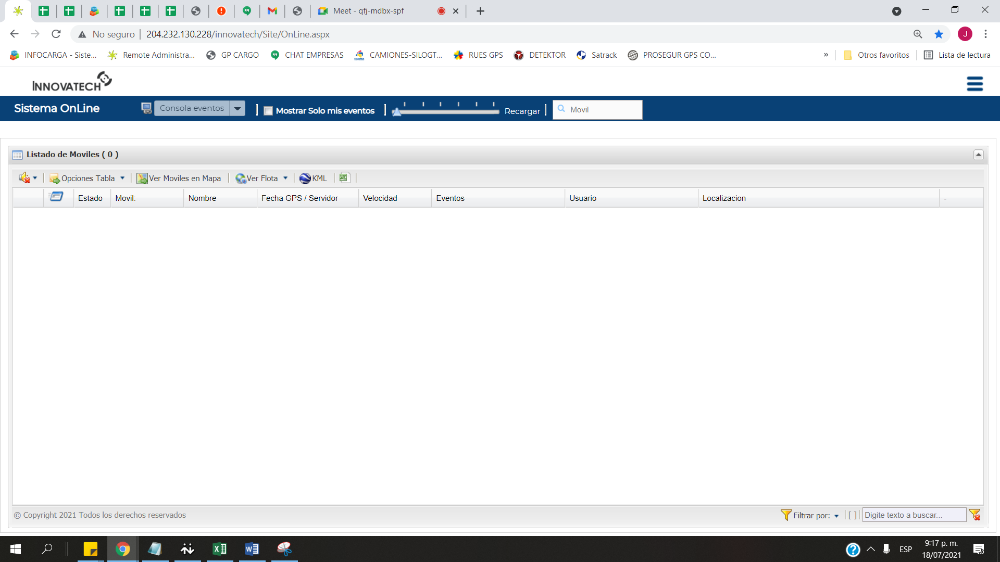 Meet - qfj-mdbx-spf
No seguro | 204.232.130.228/innovatech/Site/OnLine.aspx
J
INFOCARGA - Siste... Remote Administra... GP CARGO CHAT EMPRESAS CAMIONES-SILOGT... RUES GPS DETEKTOR Satrack PROSEGUR GPS CO... » Otros favoritos Lista de lectura
INNOVATECH
Sistema OnLine Consola eventos Mostrar Solo mis eventos Recargar Movil
Listado de Moviles ( 0 )
Opciones Tabla Ver Moviles en Mapa Ver Flota KML
Estado Movil: Nombre Fecha GPS / Servidor Velocidad Eventos Usuario Localizacion -
© Copyright 2021 Todos los derechos reservados Filtrar por: [ ] Digite texto a buscar...
ESP 9:17 p. m.
18/07/2021